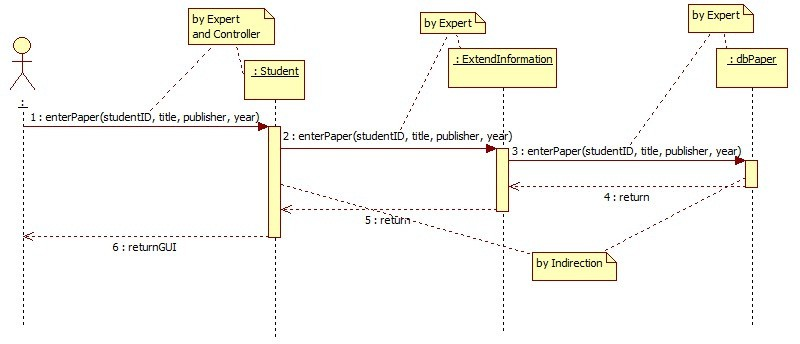 by Expert
and Controller
by Expert
by Expert
: Student
: ExtendInformation
: dbPaper
:
1 : enterPaper(studentID, title, publisher, year)
2 : enterPaper(studentID, title, publisher, year)
3 : enterPaper(studentID, title, publisher, year)
4 : return
5 : return
6 : returnGUI
by Indirection